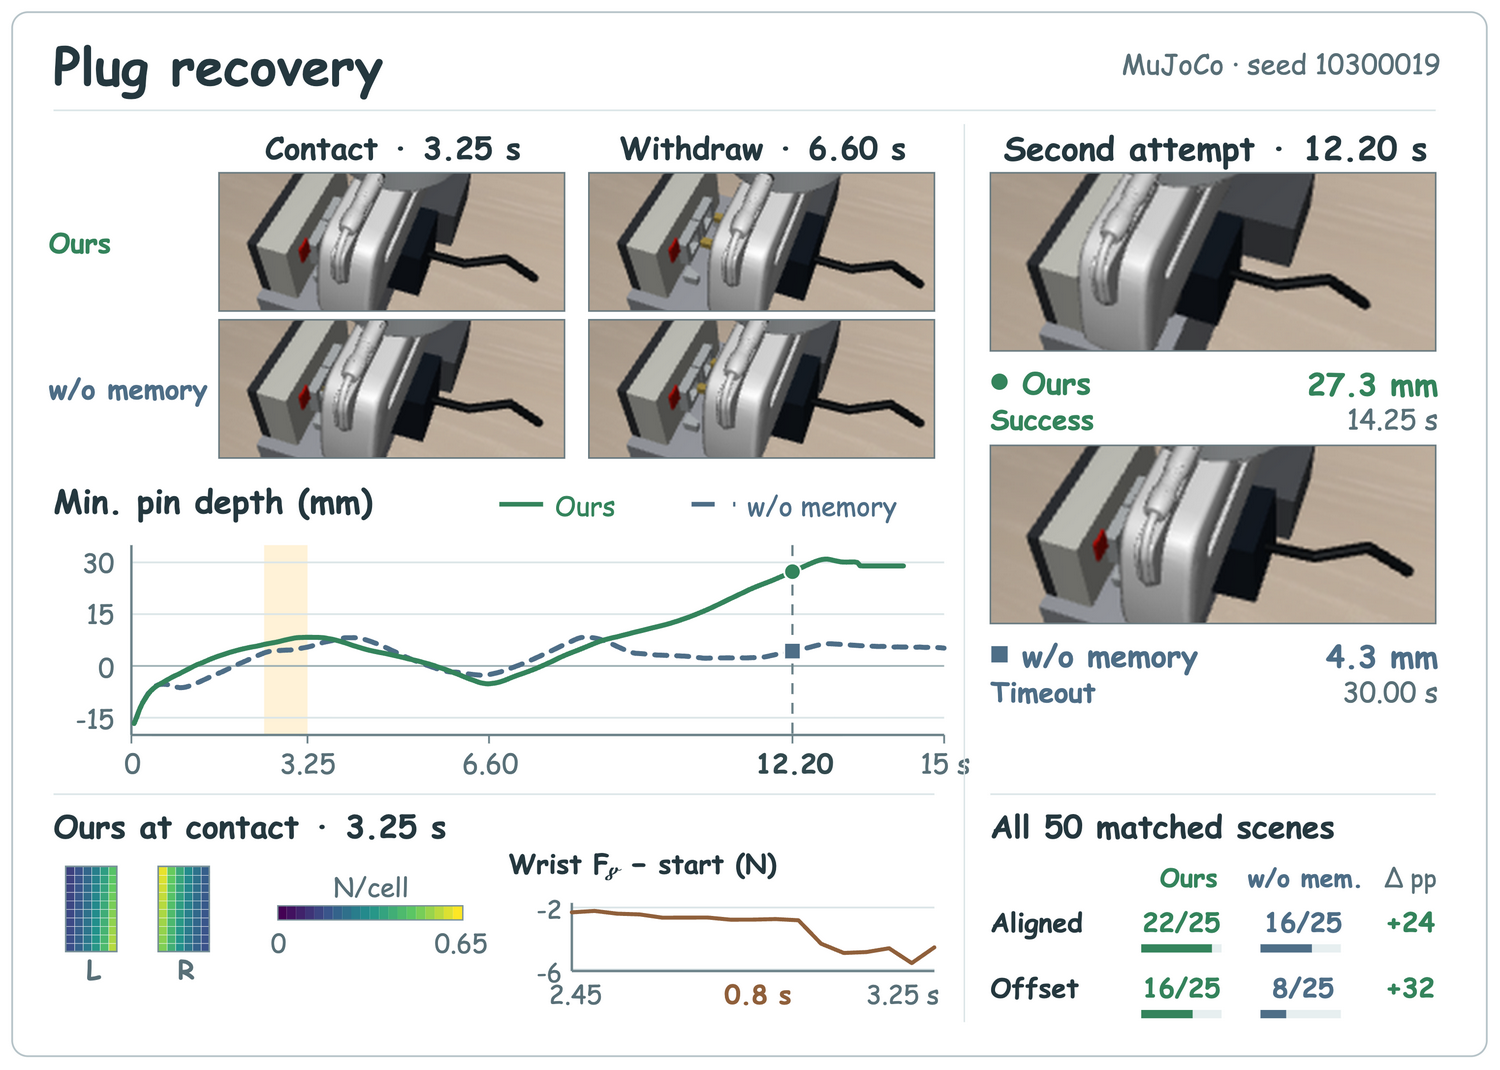 Plug recovery
MuJoCo · seed 10300019
Contact · 3.25 s
Withdraw · 6.60 s
Second attempt · 12.20 s
Ours
w/o memory
Ours 27.3 mm
Success 14.25 s
w/o memory 4.3 mm
Timeout 30.00 s
Min. pin depth (mm)
Ours
w/o memory
30
15
0
-15
0 3.25 6.60 12.20 15 s
Ours at contact · 3.25 s
L R
N/cell
0 0.65
Wrist F – start (N)
-2
-6
2.45 0.8 s 3.25 s
All 50 matched scenes
Ours w/o mem. Δ pp
Aligned 22/25 16/25 +24
Offset 16/25 8/25 +32